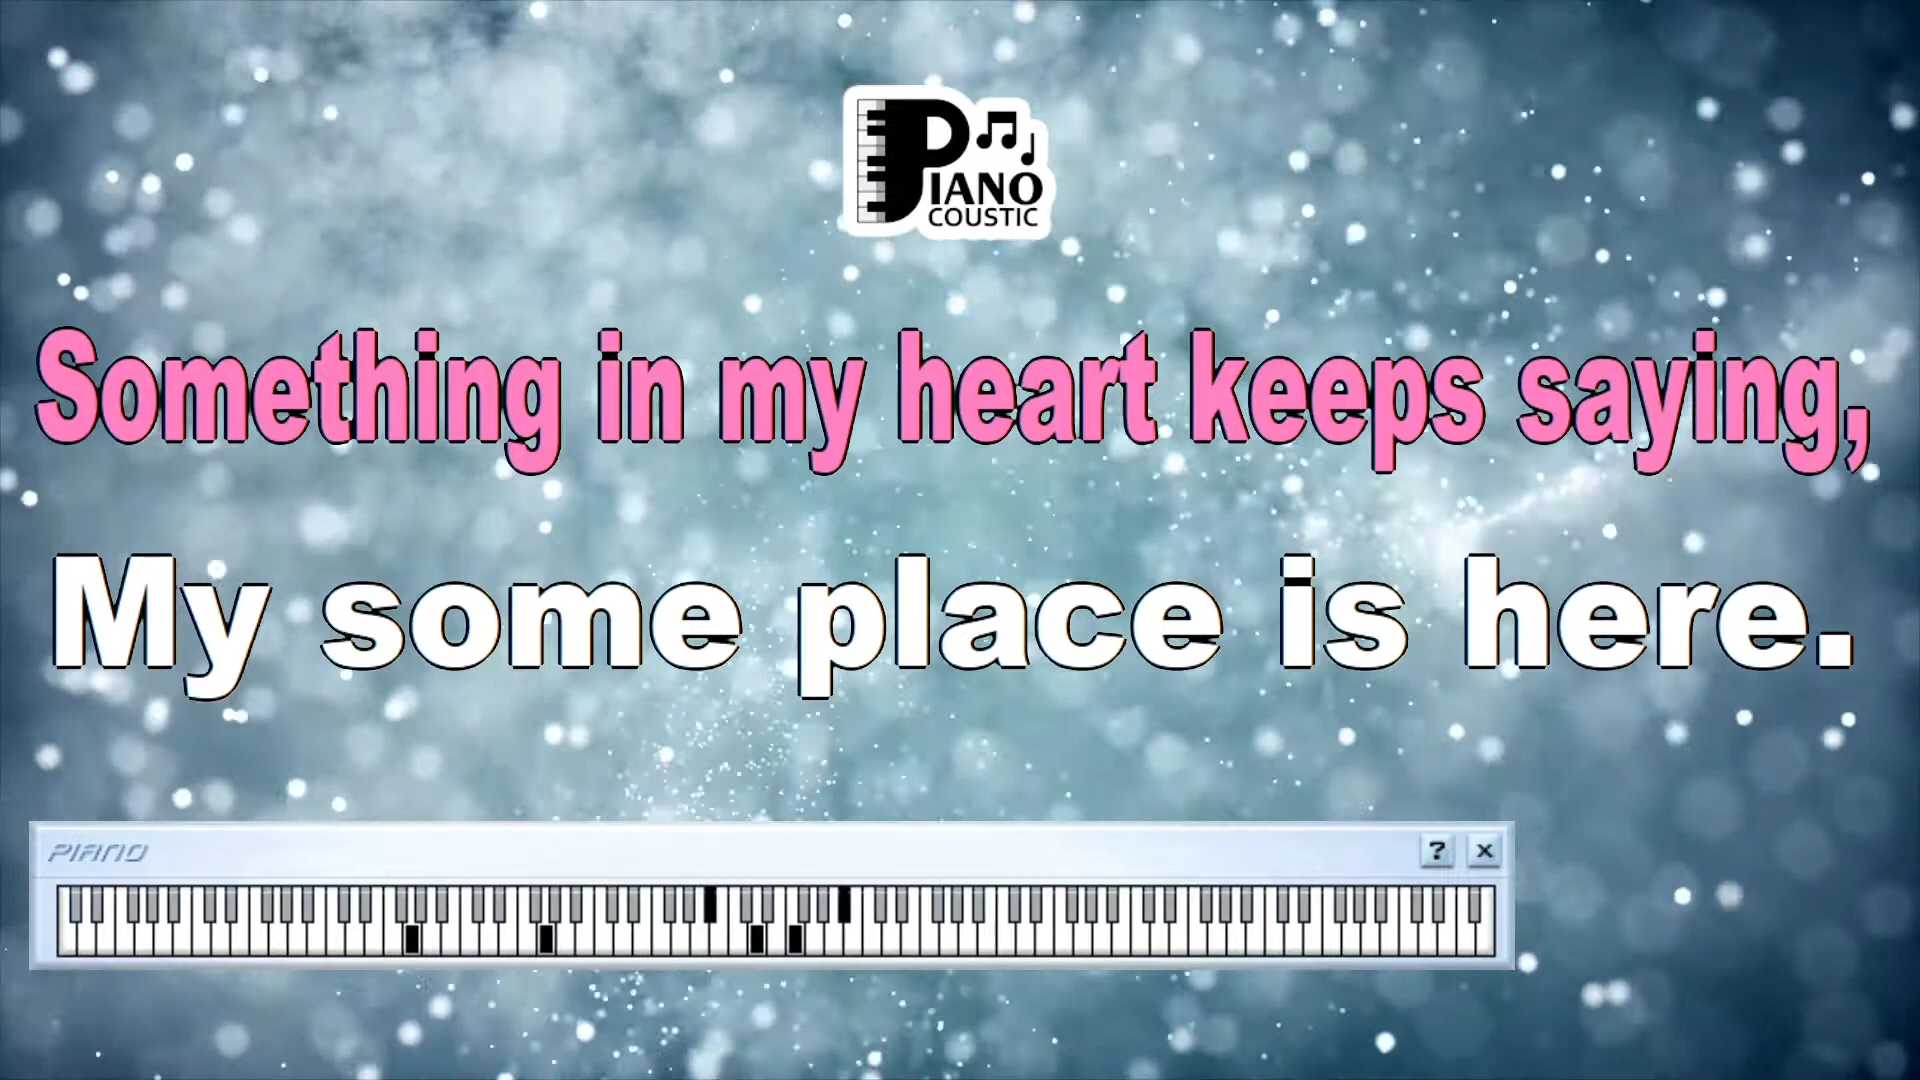 PIANO
COUSTIC
Something in my heart keeps saying,
My some place is here.
PIANO
? x